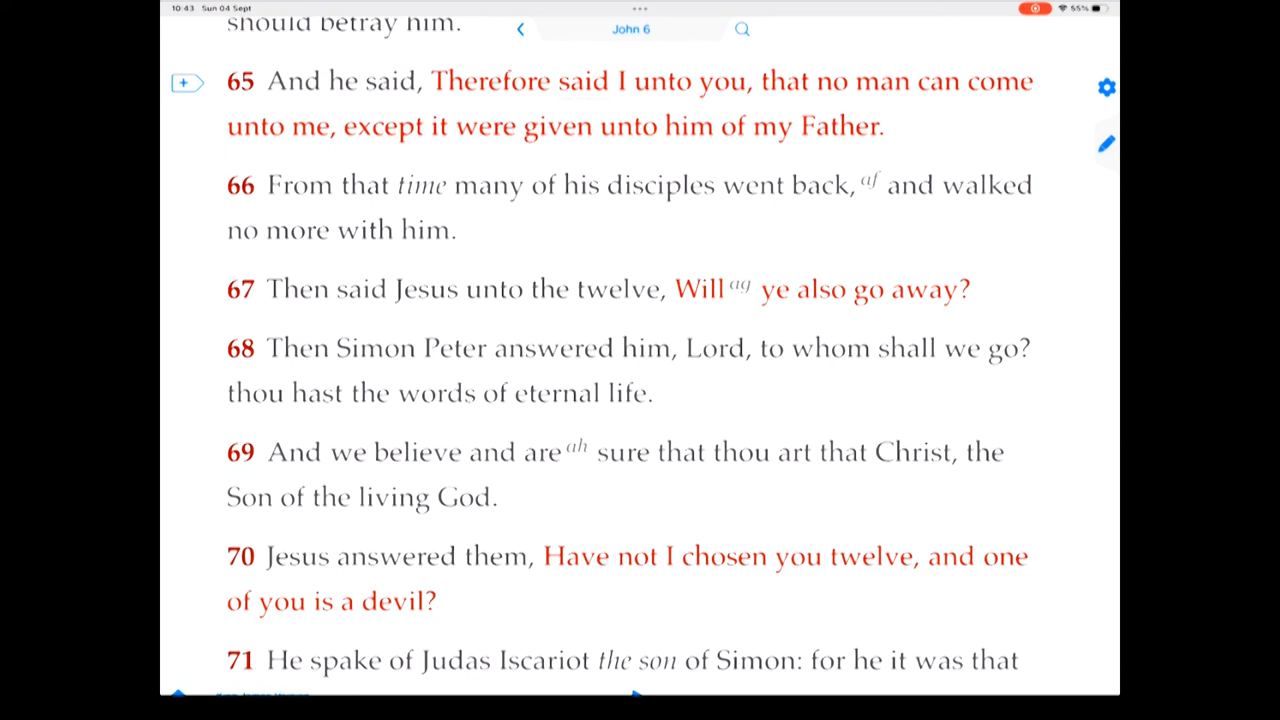 10:43 Sun 04 Sept
55%
should betray him.
John 6
65 And he said, Therefore said I unto you, that no man can come
unto me, except it were given unto him of my Father.
66 From that time many of his disciples went back, af and walked
no more with him.
67 Then said Jesus unto the twelve, Will ag ye also go away?
68 Then Simon Peter answered him, Lord, to whom shall we go?
thou hast the words of eternal life.
69 And we believe and are ah sure that thou art that Christ, the
Son of the living God.
70 Jesus answered them, Have not I chosen you twelve, and one
of you is a devil?
71 He spake of Judas Iscariot the son of Simon: for he it was that